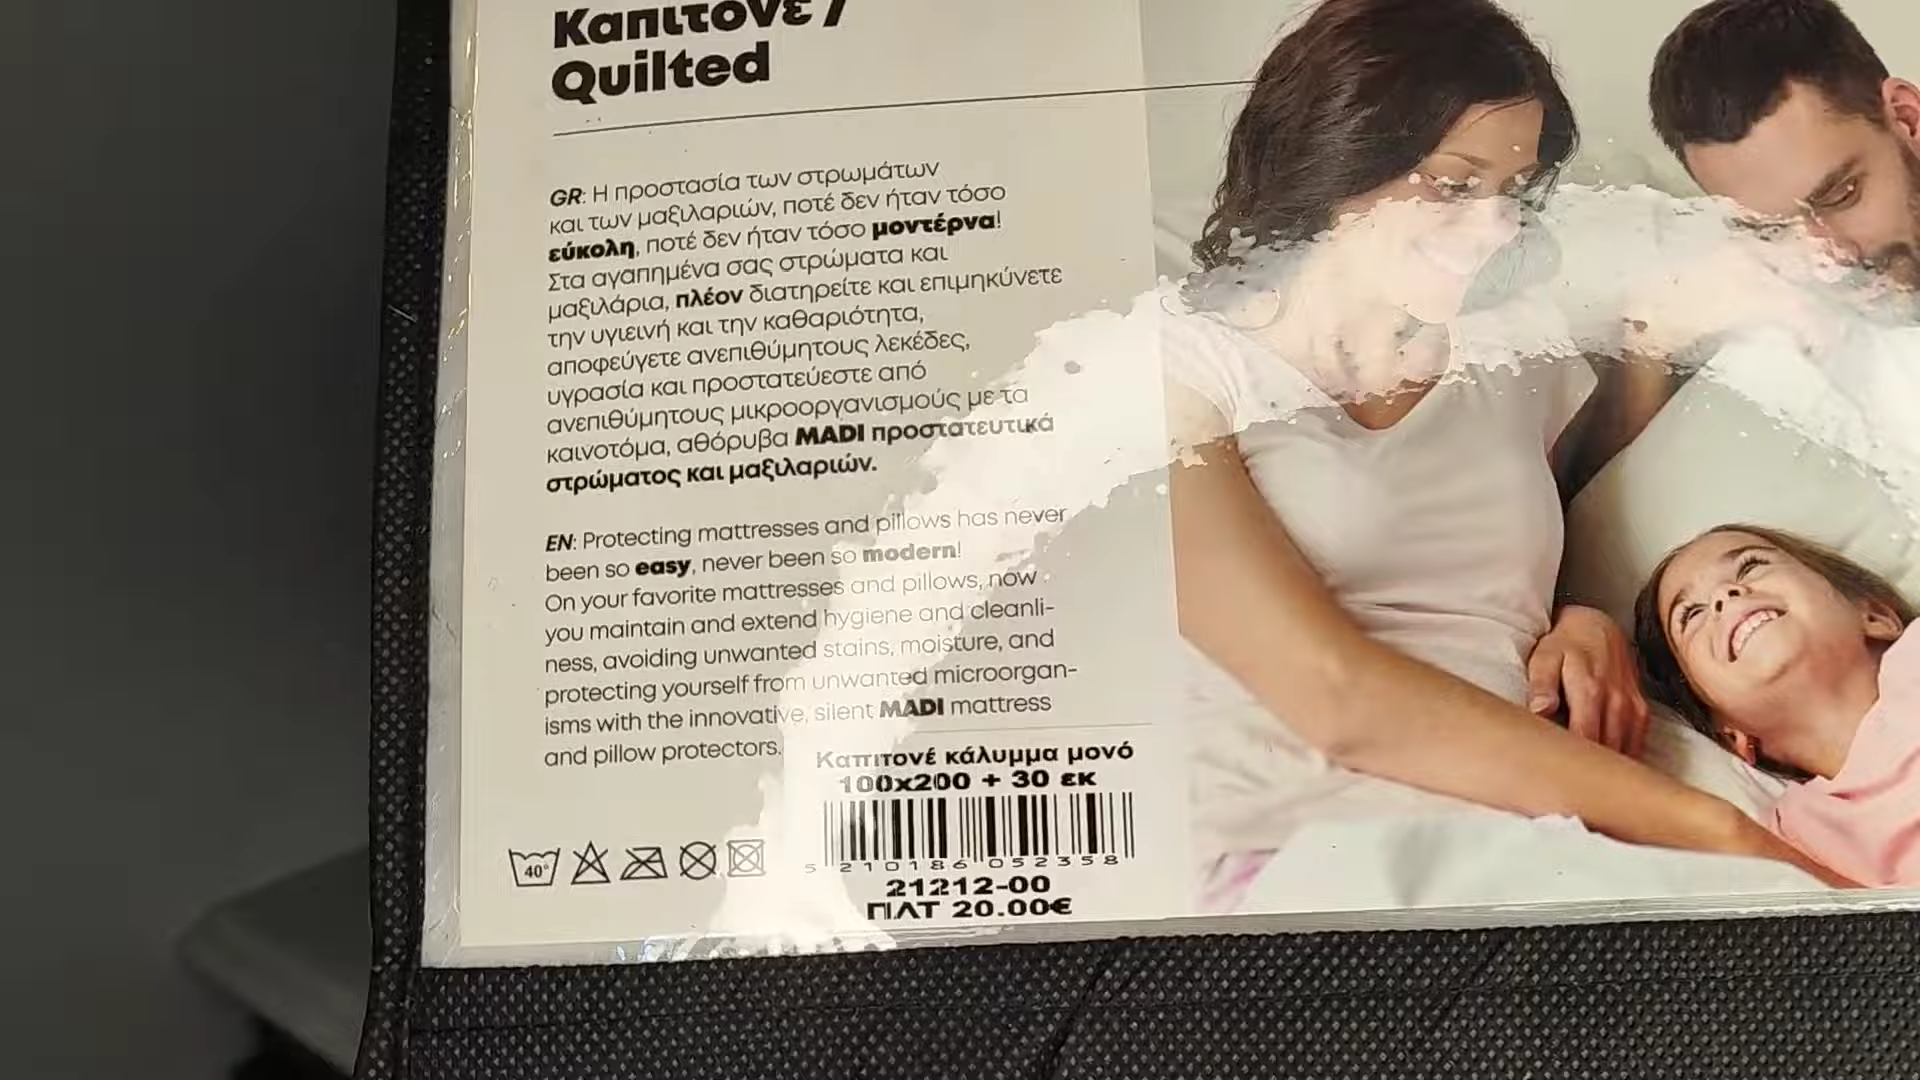 Καπιτονέ /
Quilted
GR: Η προστασία των στρωμάτων
και των μαξιλαριών, ποτέ δεν ήταν τόσο
εύκολη, ποτέ δεν ήταν τόσο μοντέρνα!
Στα αγαπημένα σας στρώματα και
μαξιλάρια, πλέον διατηρείτε και επιμηκύνετε
την υγιεινή και την καθαριότητα,
αποφεύγετε ανεπιθύμητους λεκέδες,
υγρασία και προστατεύεστε από
ανεπιθύμητους μικροοργανισμούς με τα
καινοτόμα, αθόρυβα MADI προστατευτικά
στρώματος και μαξιλαριών.
EN: Protecting mattresses and pillows has never
been so easy, never been so modern!
On your favorite mattresses and pillows, now
you maintain and extend hygiene and cleanli-
ness, avoiding unwanted stains, moisture, and
protecting yourself from unwanted microorgan-
isms with the innovative, silent MADI mattress
and pillow protectors.
Καπιτονέ κάλυμμα μονό
100x200 + 30 εκ
5 210186 052358
21212-00
ΠΛΤ 20.00€
40°